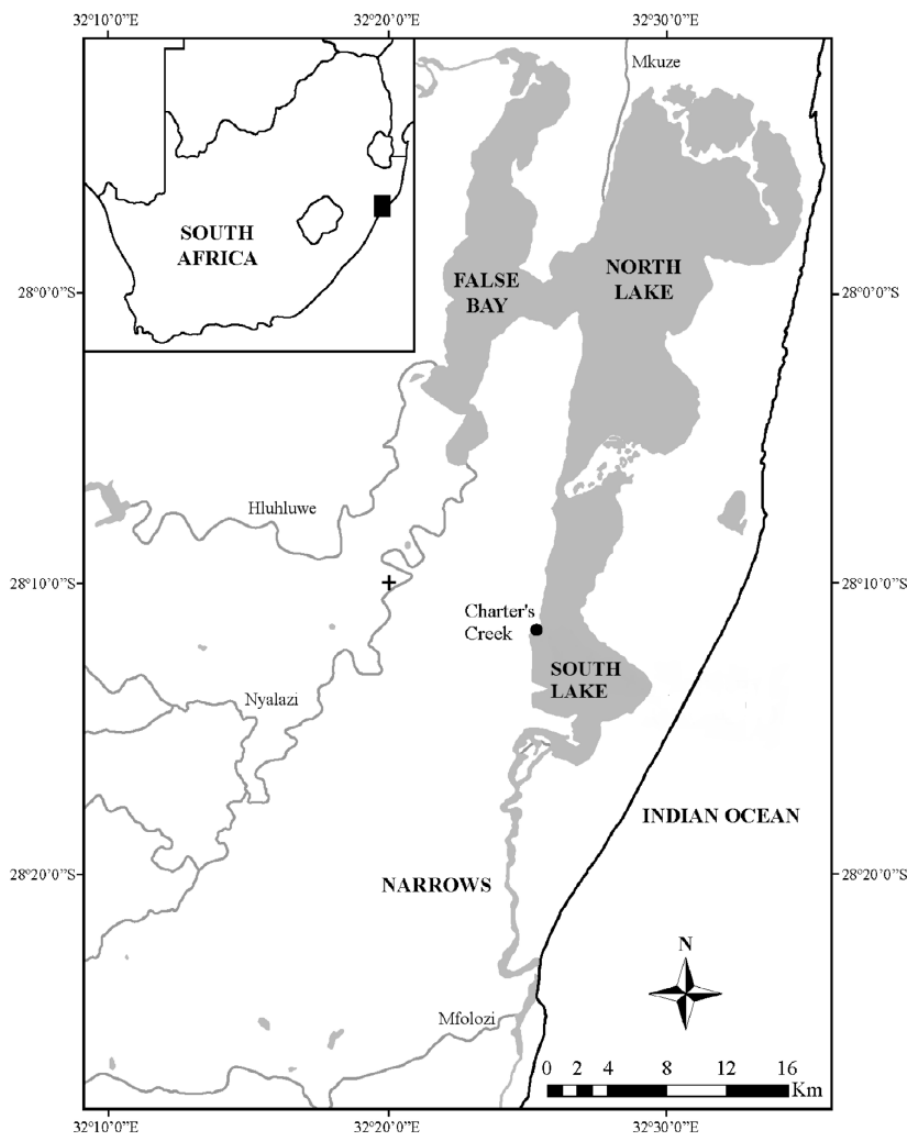 32°10'0"E
32°20'0"E
32°30'0"E
Mkuze
SOUTH
AFRICA
FALSE
BAY
NORTH
LAKE
28°0'0"S
28°0'0"S
Hluhluwe
28°10'0"S
28°10'0"S
Charter's
Creek
SOUTH
LAKE
Nyalazi
INDIAN OCEAN
28°20'0"S
28°20'0"S
NARROWS
N
Mfolozi
0 2 4 8 12 16
Km
32°10'0"E
32°20'0"E
32°30'0"E